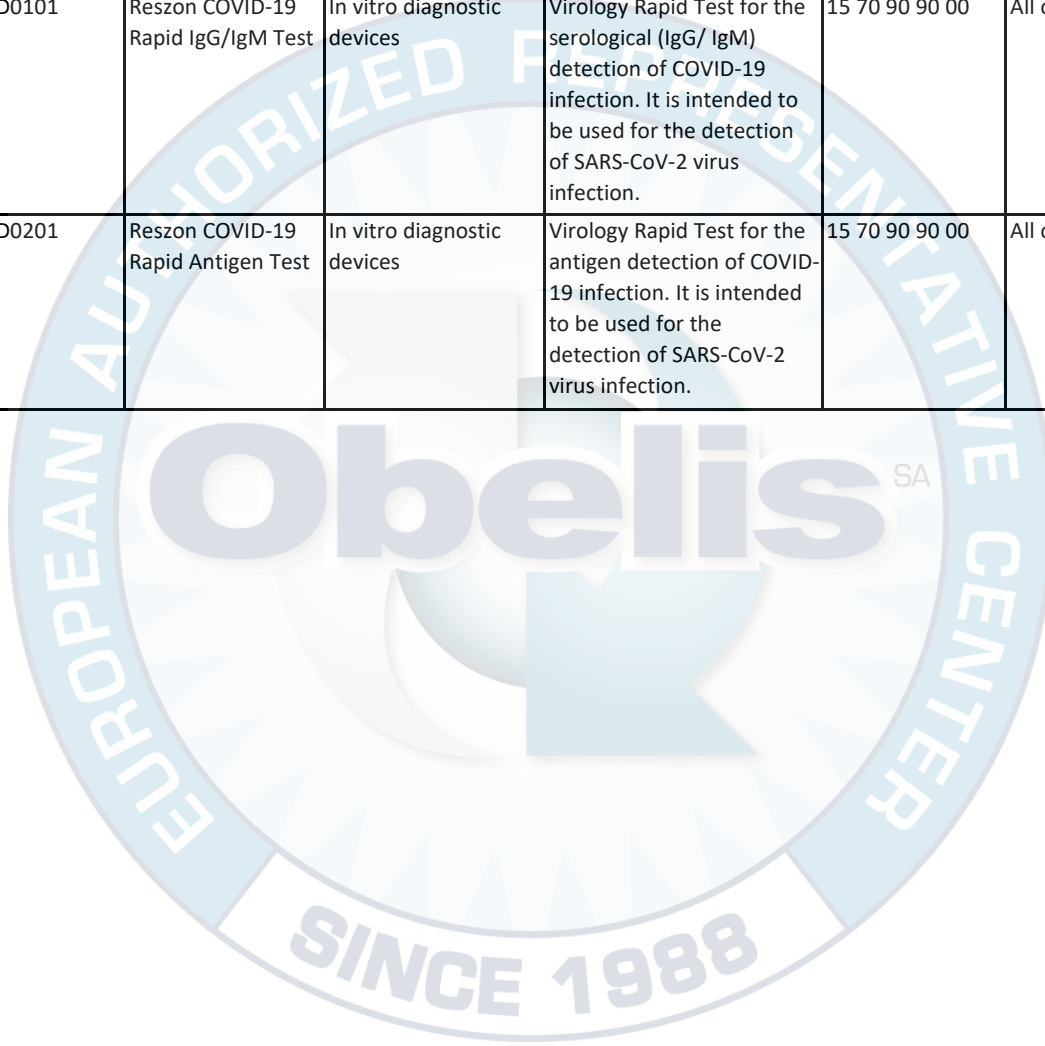 D0101 Reszon COVID-19 In vitro diagnostic Virology Rapid Test for the 15 70 90 90 00 All
Rapid IgG/IgM Test devices serological (IgG/ IgM)
detection of COVID-19
infection. It is intended to
be used for the detection
of SARS-CoV-2 virus
infection.
D0201 Reszon COVID-19 In vitro diagnostic Virology Rapid Test for the 15 70 90 90 00 All
Rapid Antigen Test devices antigen detection of COVID-
19 infection. It is intended
to be used for the
detection of SARS-CoV-2
virus infection.
EUROPEAN AUTHORIZED REPRESENTATIVE CENTER
Obelis SA
SINCE 1988